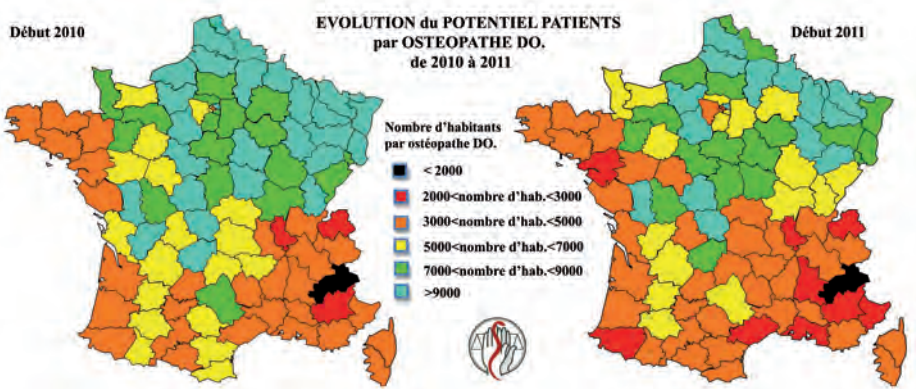 EVOLUTION du POTENTIEL PATIENTS
par OSTEOPATHE DO.
de 2010 à 2011
Début 2010
Début 2011
Nombre d'habitants
par ostéopathe DO.
< 2000
2000<nombre d'hab.<3000
3000<nombre d'hab.<5000
5000<nombre d'hab.<7000
7000<nombre d'hab.<9000
>9000